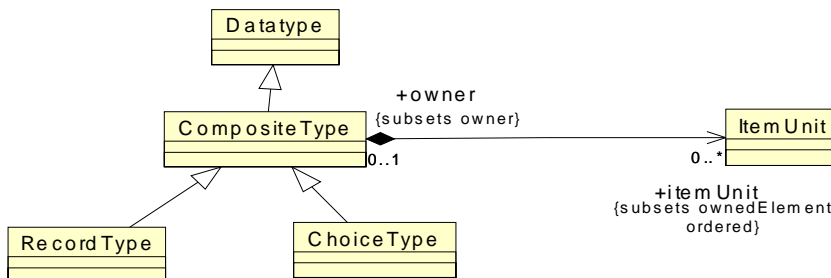 Datatype
+owner
{subsets owner}
CompositeType
ItemUnit
0..1
0..*
+itemUnit
{subsets ownedElement
ordered}
RecordType
ChoiceType